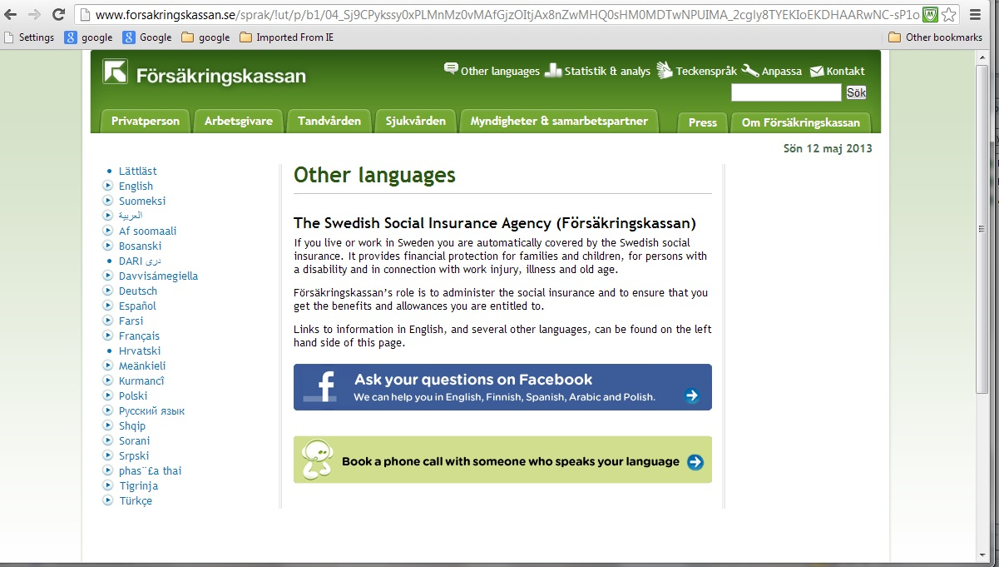 www.forsakringskassan.se/sprak/!ut/p/b1/04_Sj9CPykssy0xPLMnMz0vMAfGjzOItjAx8nZwMHQ0sHM0MDTwNPUIMA_2cgIy8TYEKIoEKDHAARwNC-sP1o
Settings google Google google Imported From IE Other bookmarks
Försäkringskassan
Other languages Statistik & analys Teckenspråk Anpassa Kontakt
Sök
Privatperson Arbetsgivare Tandvården Sjukvården Myndigheter & samarbetspartner Press Om Försäkringskassan
Sön 12 maj 2013
Lättläst
English
Suomeksi
العربية
Af soomaali
Bosanski
DARI دری
Davvisámegiella
Deutsch
Español
Farsi
Français
Hrvatski
Meänkieli
Kurmancî
Polski
Русский язык
Shqip
Sorani
Srpski
phas¨£a thai
Tigrinja
Türkçe
Other languages
The Swedish Social Insurance Agency (Försäkringskassan)
If you live or work in Sweden you are automatically covered by the Swedish social
insurance. It provides financial protection for families and children, for persons with
a disability and in connection with work injury, illness and old age.
Försäkringskassan’s role is to administer the social insurance and to ensure that you
get the benefits and allowances you are entitled to.
Links to information in English, and several other languages, can be found on the left
hand side of this page.
Ask your questions on Facebook
We can help you in English, Finnish, Spanish, Arabic and Polish.
Book a phone call with someone who speaks your language